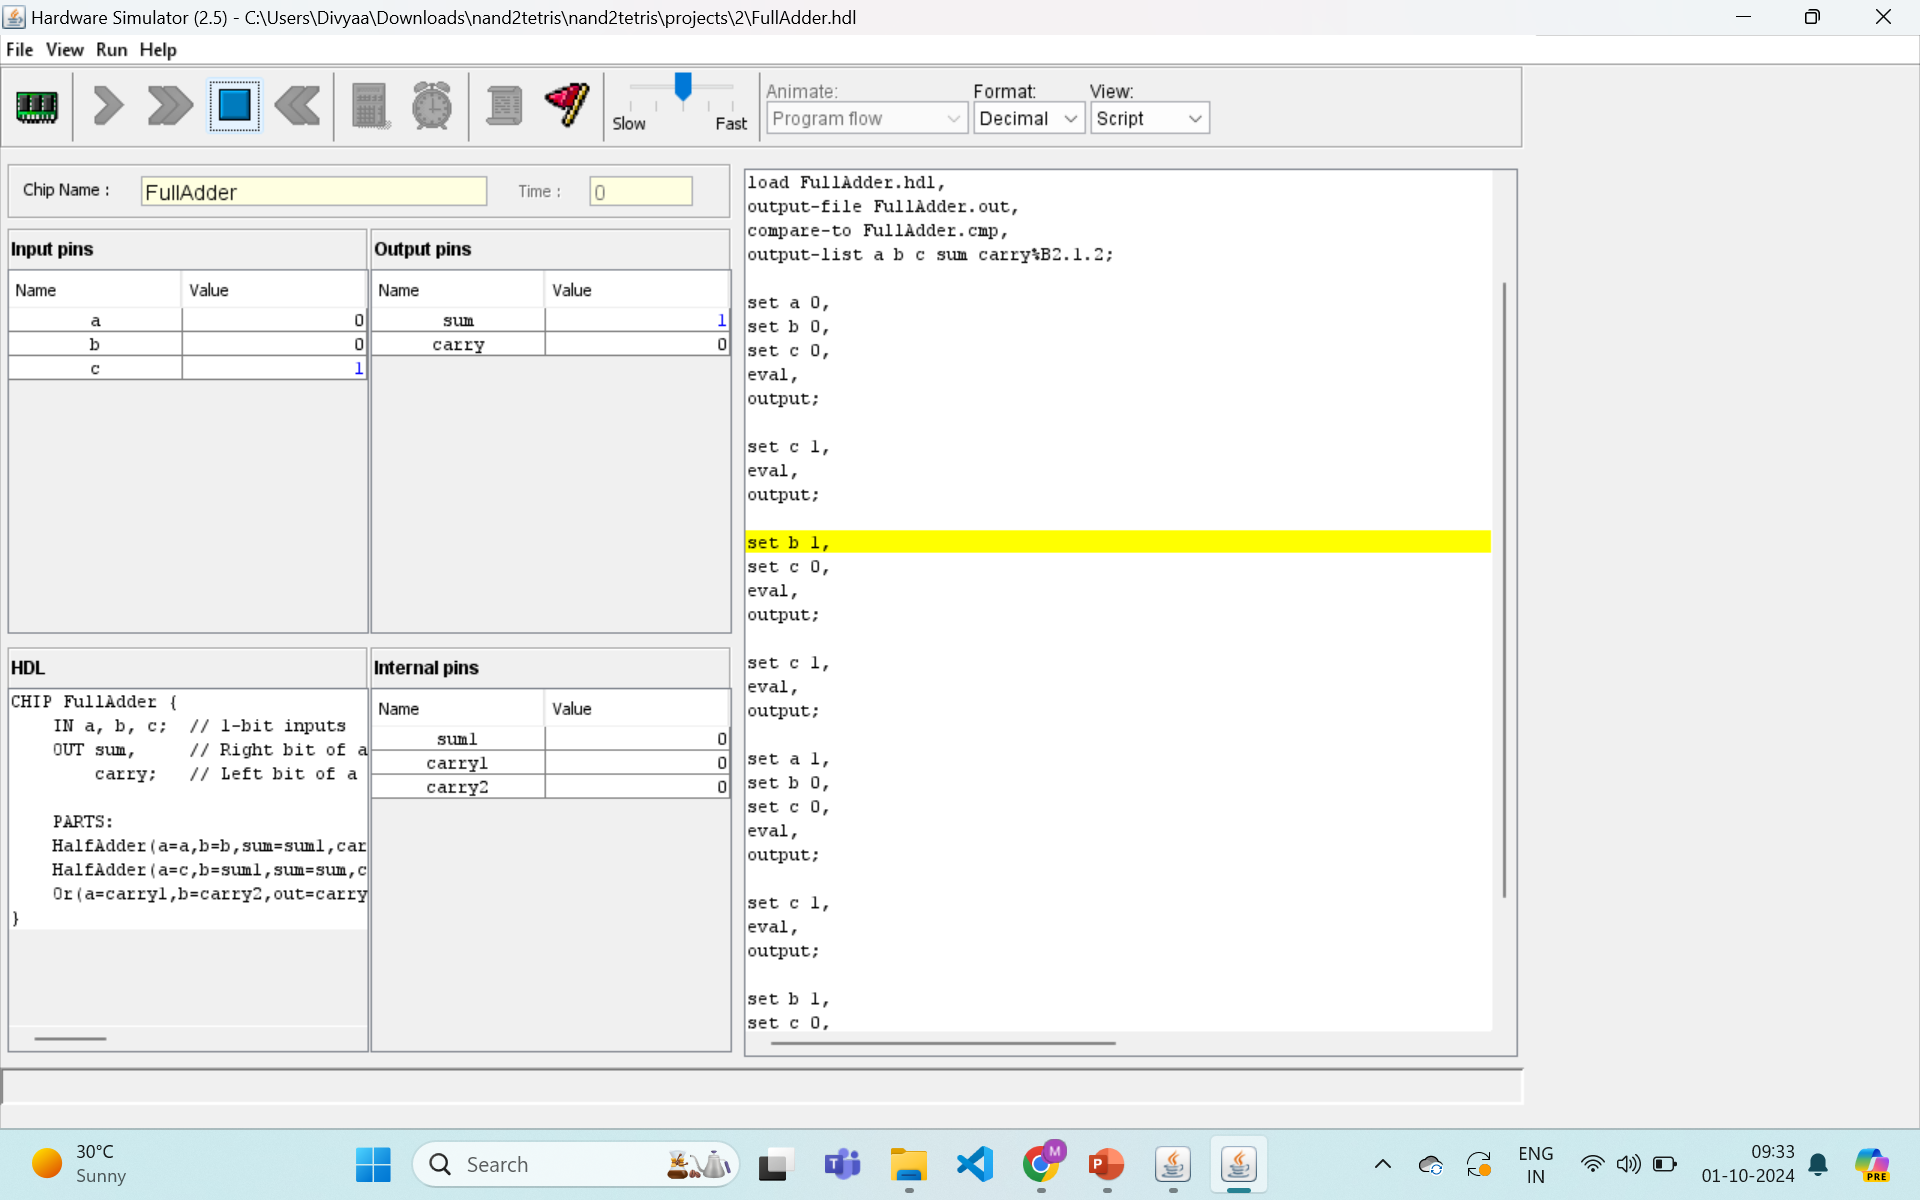 Hardware Simulator (2.5) - C:\Users\Divyaa\Downloads\nand2tetris\nand2tetris\projects\2\FullAdder.hdl
File View Run Help
Slow Fast
Animate:
Program flow
Format:
Decimal
View:
Script
Chip Name : FullAdder Time : 0
Input pins
Name Value
a 0
b 0
c 1
Output pins
Name Value
sum 1
carry 0
HDL
CHIP FullAdder {
IN a, b, c; // 1-bit inputs
OUT sum, // Right bit of a
carry; // Left bit of a
PARTS:
HalfAdder(a=a,b=b,sum=sum1,car
HalfAdder(a=c,b=sum1,sum=sum,c
Or(a=carry1,b=carry2,out=carry
}
Internal pins
Name Value
sum1 0
carry1 0
carry2 0
load FullAdder.hdl,
output-file FullAdder.out,
compare-to FullAdder.cmp,
output-list a b c sum carry%B2.1.2;
set a 0,
set b 0,
set c 0,
eval,
output;
set c 1,
eval,
output;
set b 1,
set c 0,
eval,
output;
set c 1,
eval,
output;
set a 1,
set b 0,
set c 0,
eval,
output;
set c 1,
eval,
output;
set b 1,
set c 0,
30°C
Sunny
Search
T
M
P
ENG
IN
09:33
01-10-2024
PRE